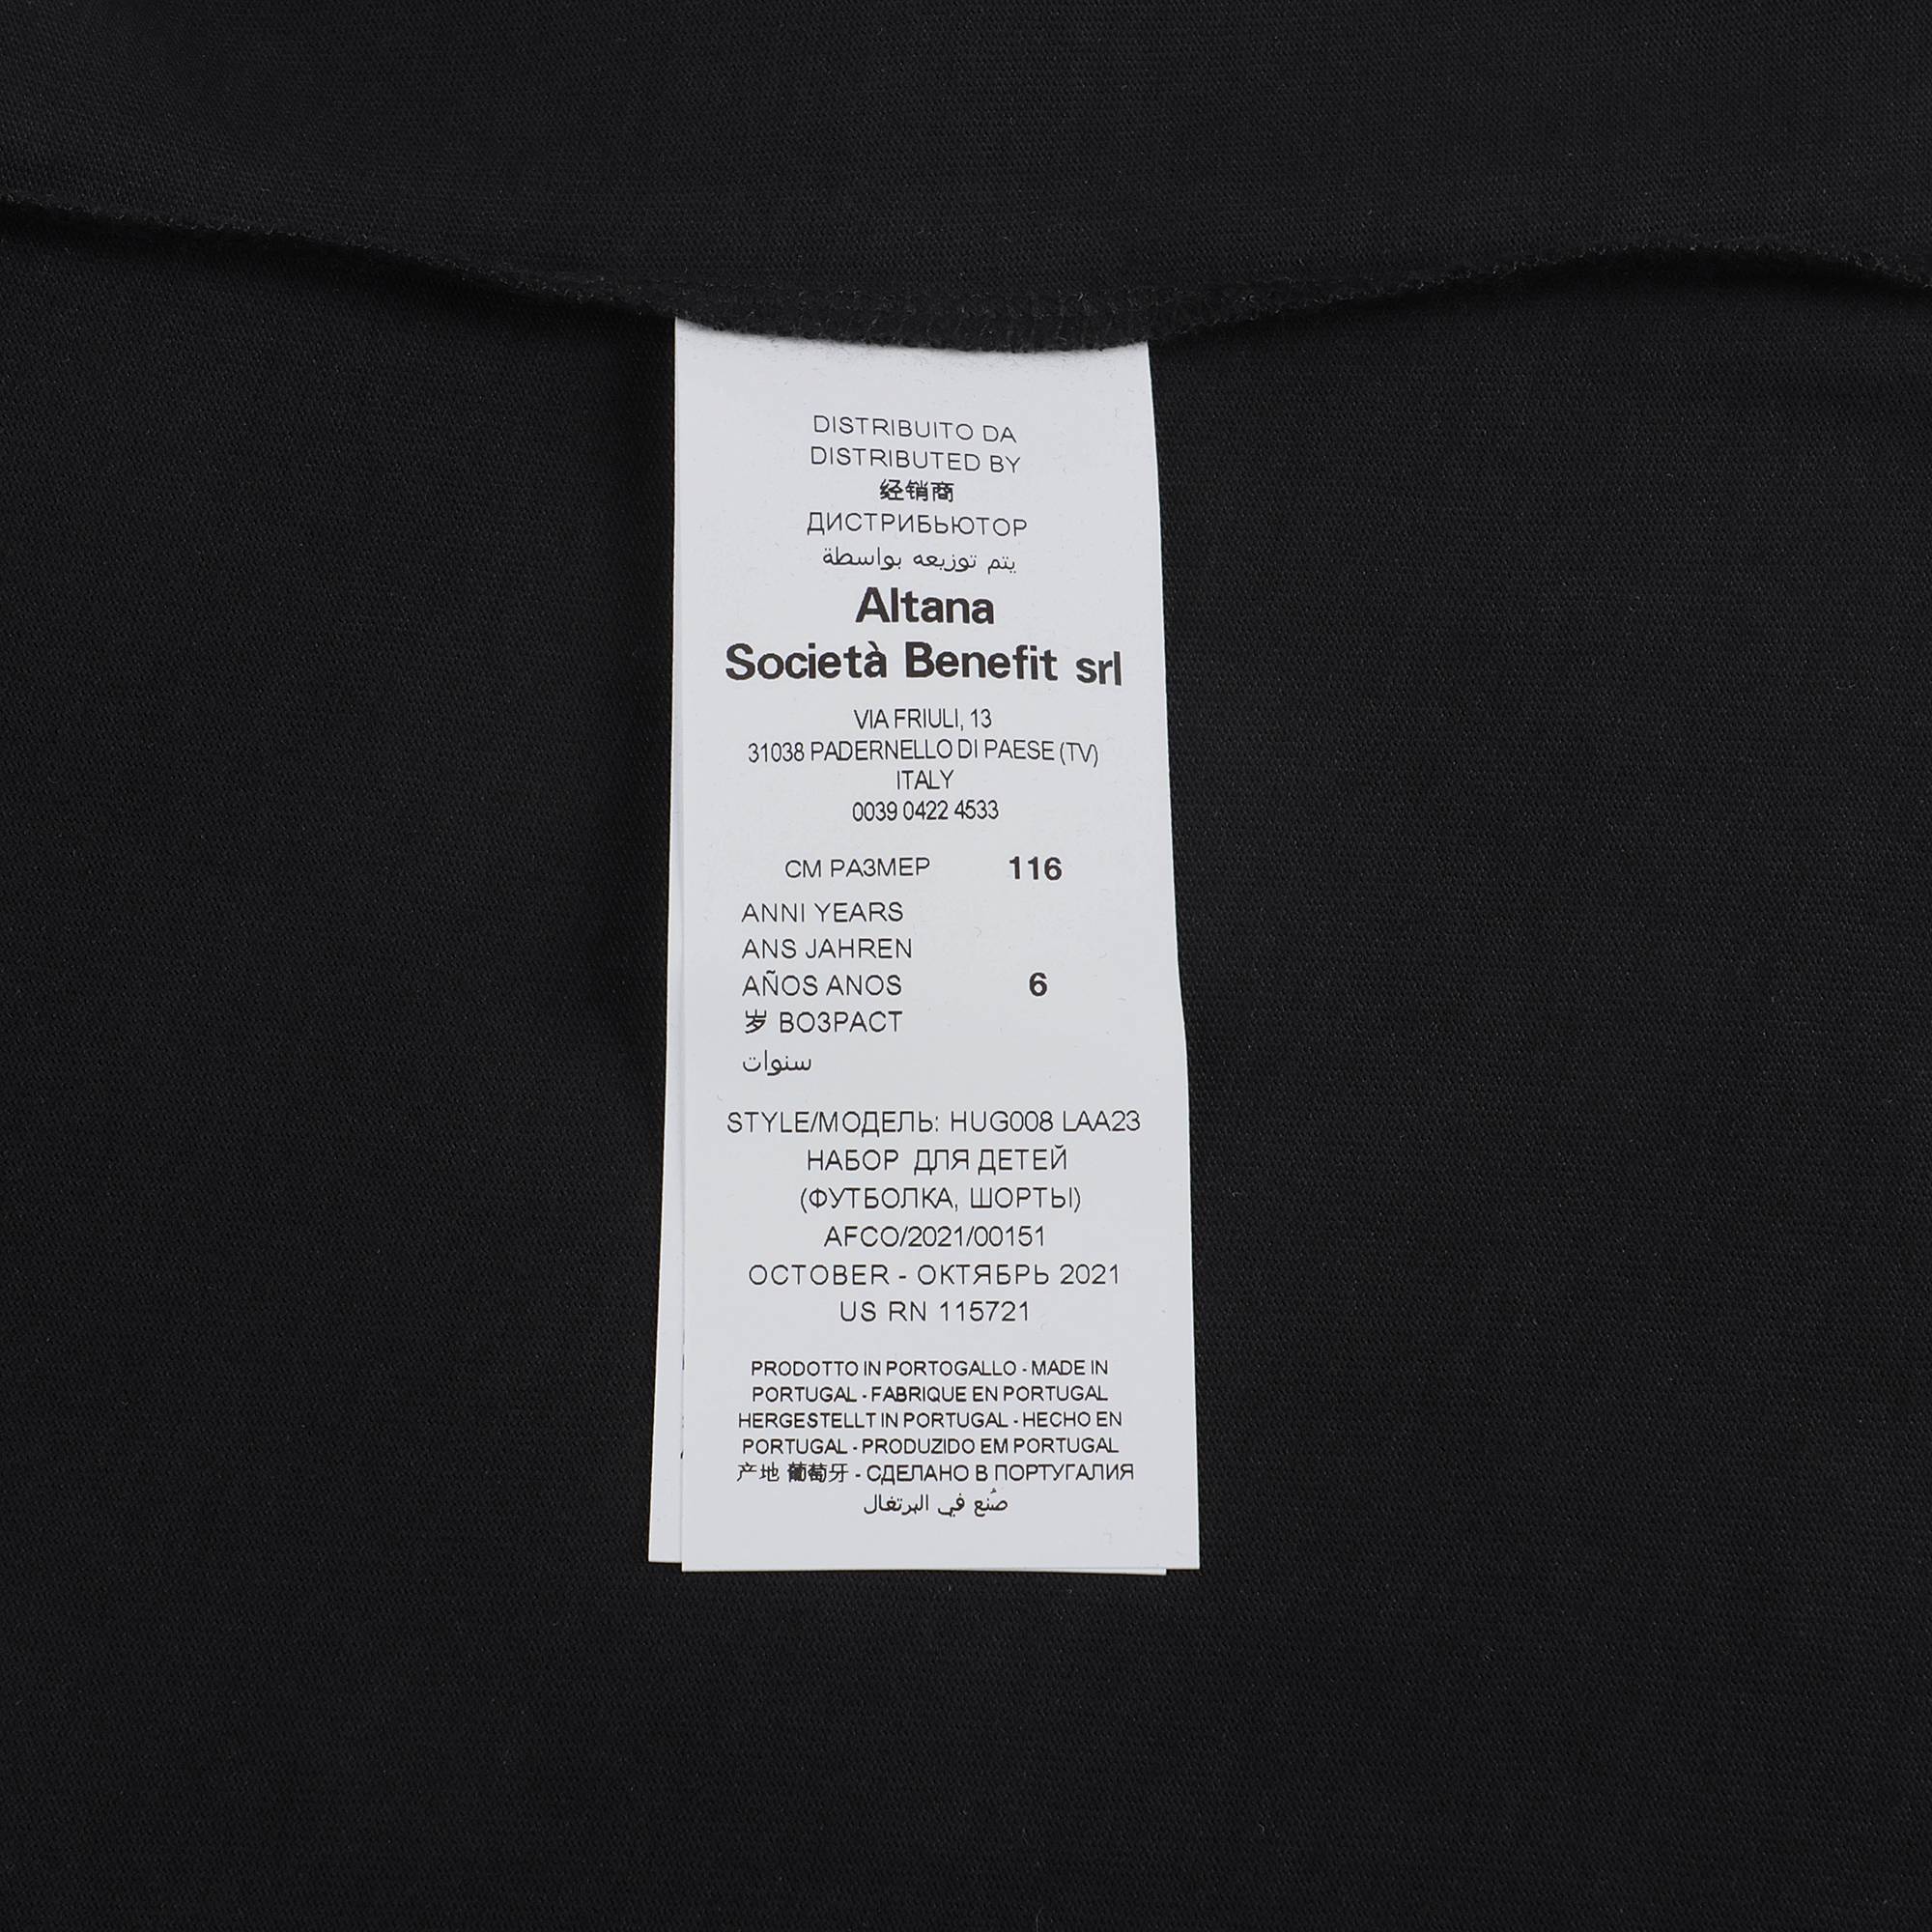 DISTRIBUITO DA
DISTRIBUTED BY
经销商
ДИСТРИБЬЮТОР
يتم توزيعه بواسطة
Altana
Società Benefit srl
VIA FRIULI, 13
31038 PADERNELLO DI PAESE (TV)
ITALY
0039 0422 4533
СМ РАЗМЕР 116
ANNI YEARS
ANS JAHREN
AÑOS ANOS 6
岁 ВОЗРАСТ
سنوات
STYLE/МОДЕЛЬ: HUG008 LAA23
НАБОР ДЛЯ ДЕТЕЙ
(ФУТБОЛКА, ШОРТЫ)
AFCO/2021/00151
OCTOBER - ОКТЯБРЬ 2021
US RN 115721
PRODOTTO IN PORTOGALLO - MADE IN
PORTUGAL - FABRIQUE EN PORTUGAL
HERGESTELLT IN PORTUGAL - HECHO EN
PORTUGAL - PRODUZIDO EM PORTUGAL
产地 葡萄牙 - СДЕЛАНО В ПОРТУГАЛИЯ
صُنع في البرتغال